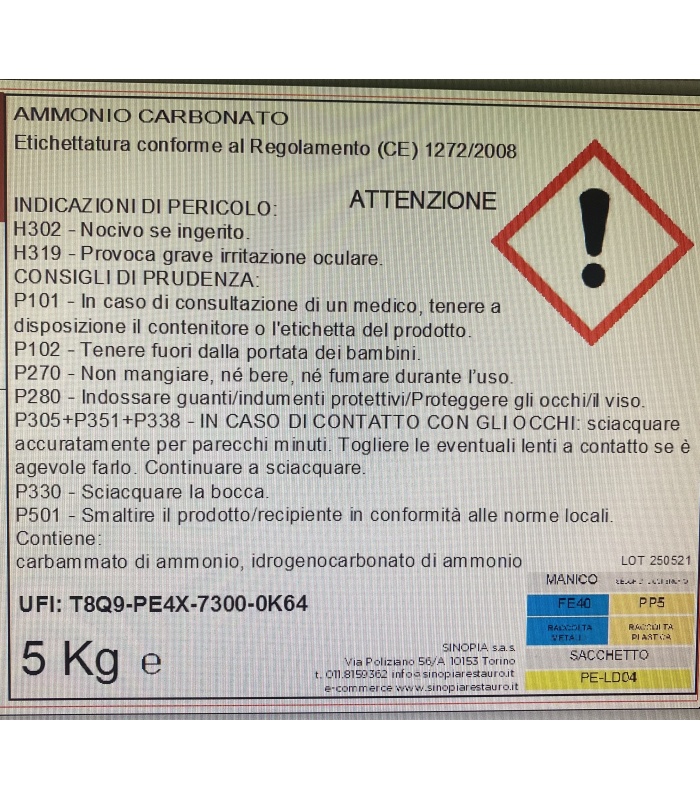 AMMONIO CARBONATO
Etichettatura conforme al Regolamento (CE) 1272/2008
ATTENZIONE
INDICAZIONI DI PERICOLO:
H302 - Nocivo se ingerito.
H319 - Provoca grave irritazione oculare.
CONSIGLI DI PRUDENZA:
P101 - In caso di consultazione di un medico, tenere a
disposizione il contenitore o l'etichetta del prodotto.
P102 - Tenere fuori dalla portata dei bambini.
P270 - Non mangiare, né bere, né fumare durante l'uso.
P280 - Indossare guanti/indumenti protettivi/Proteggere gli occhi/il viso.
P305+P351+P338 - IN CASO DI CONTATTO CON GLI OCCHI: sciacquare
accuratamente per parecchi minuti. Togliere le eventuali lenti a contatto se è
agevole farlo. Continuare a sciacquare.
P330 - Sciacquare la bocca.
P501 - Smaltire il prodotto/recipiente in conformità alle norme locali.
Contiene:
carbammato di ammonio, idrogenocarbonato di ammonio
LOT 250521
UFI: T8Q9-PE4X-7300-0K64
5 Kg e
SINOPIA s.a.s.
Via Poliziano 56/A 10153 Torino
t. 011.8159362 info@sinopiarestauro.it
e-commerce www.sinopiarestauro.it
MANICO
FE40 PP5
RACCOLTA RACCOLTA
METALLI PLASTICA
SACCHETTO
PE-LD04